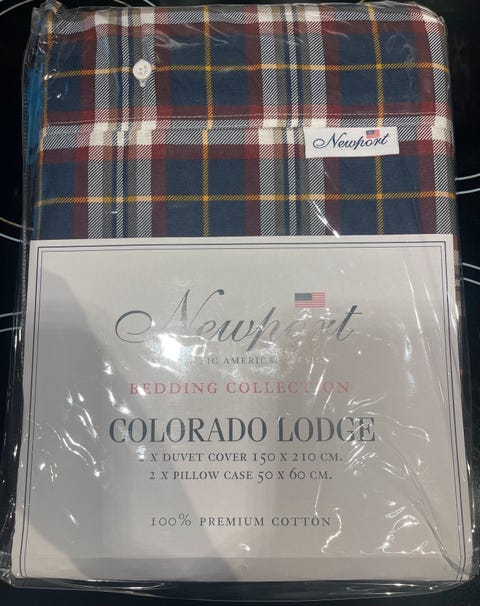 Newport
Newport
AMERICAN
BEDDING COLLECTION
COLORADO LODGE
X DUVET COVER 150 X 210 CM.
2 X PILLOW CASE 50 X 60 CM.
100% PREMIUM COTTON